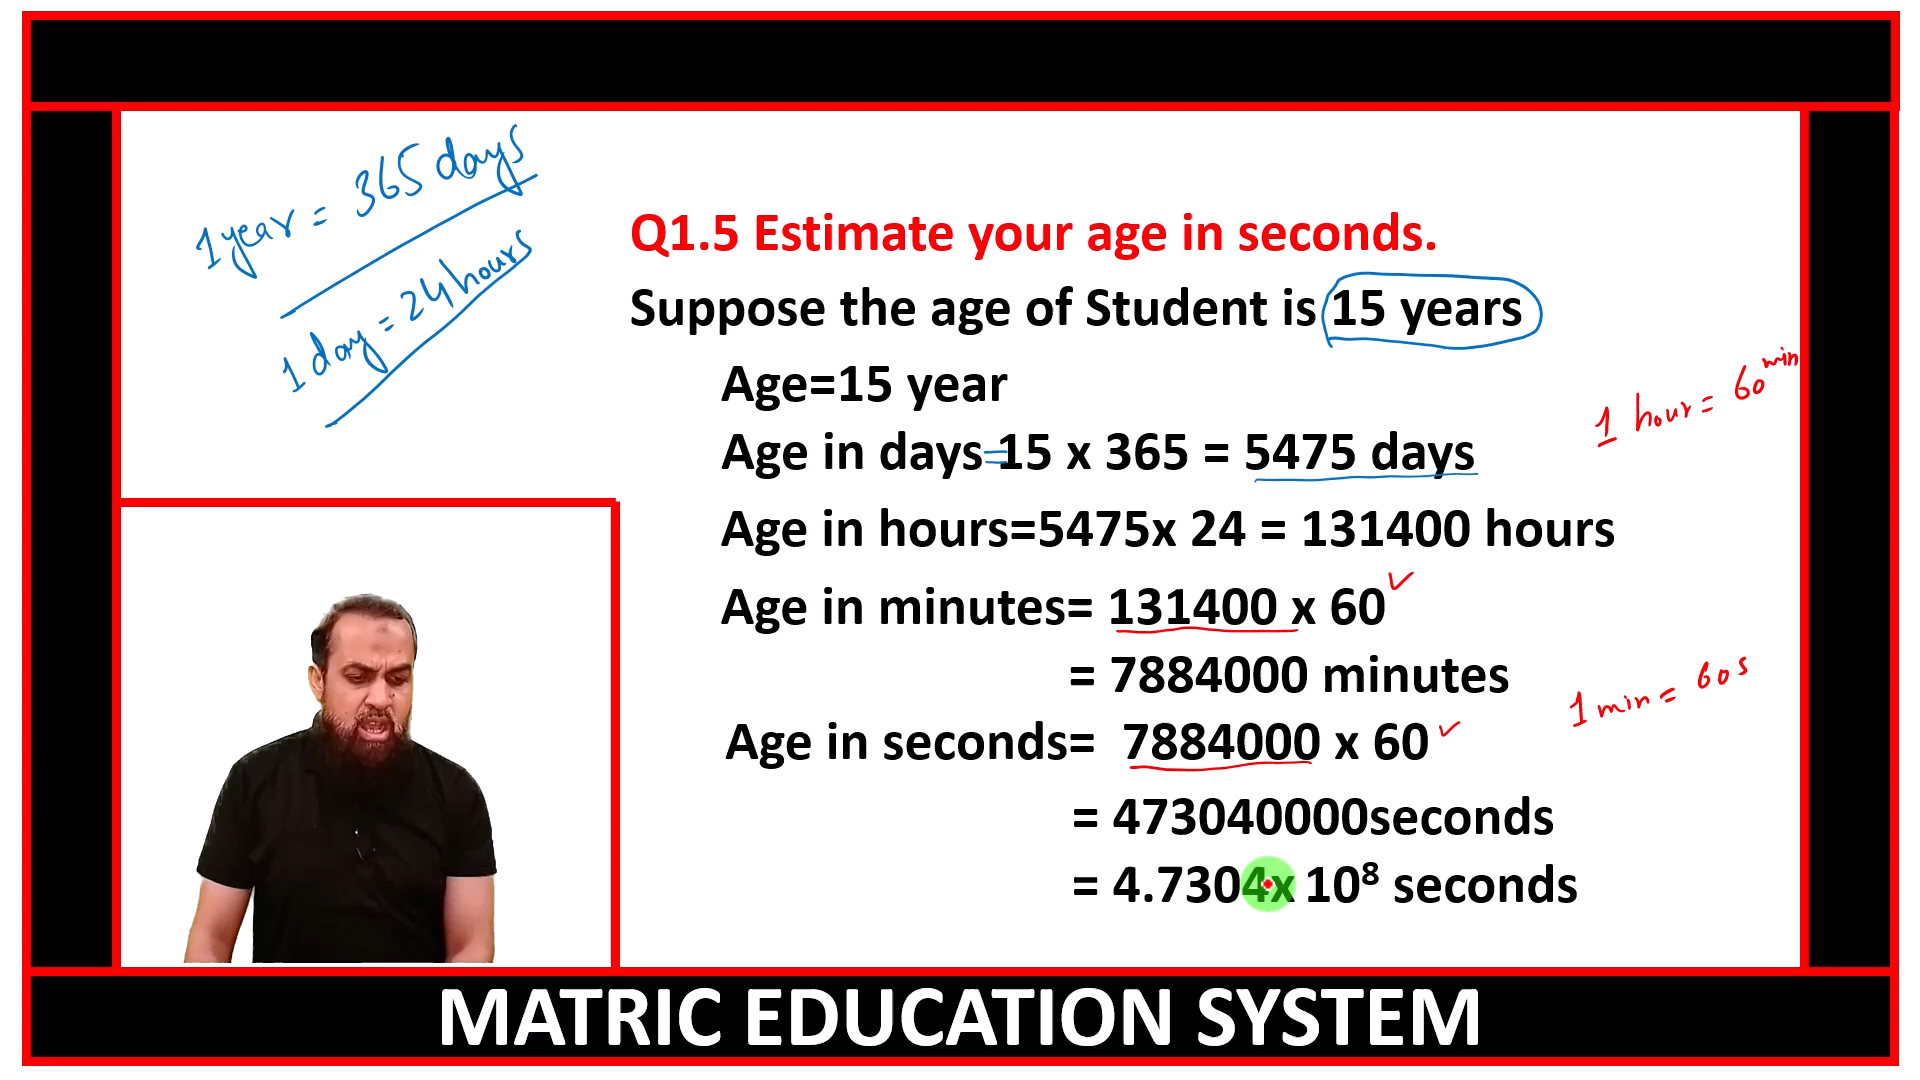 1 year = 365 days
1 day = 24 hours
Q1.5 Estimate your age in seconds.
Suppose the age of Student is 15 years
Age=15 year
Age in days=15 x 365 = 5475 days
1 hour = 60 min
Age in hours=5475x 24 = 131400 hours
Age in minutes= 131400 x 60
= 7884000 minutes
1 min = 60 s
Age in seconds= 7884000 x 60
= 473040000seconds
= 4.7304x 10⁸ seconds
MATRIC EDUCATION SYSTEM